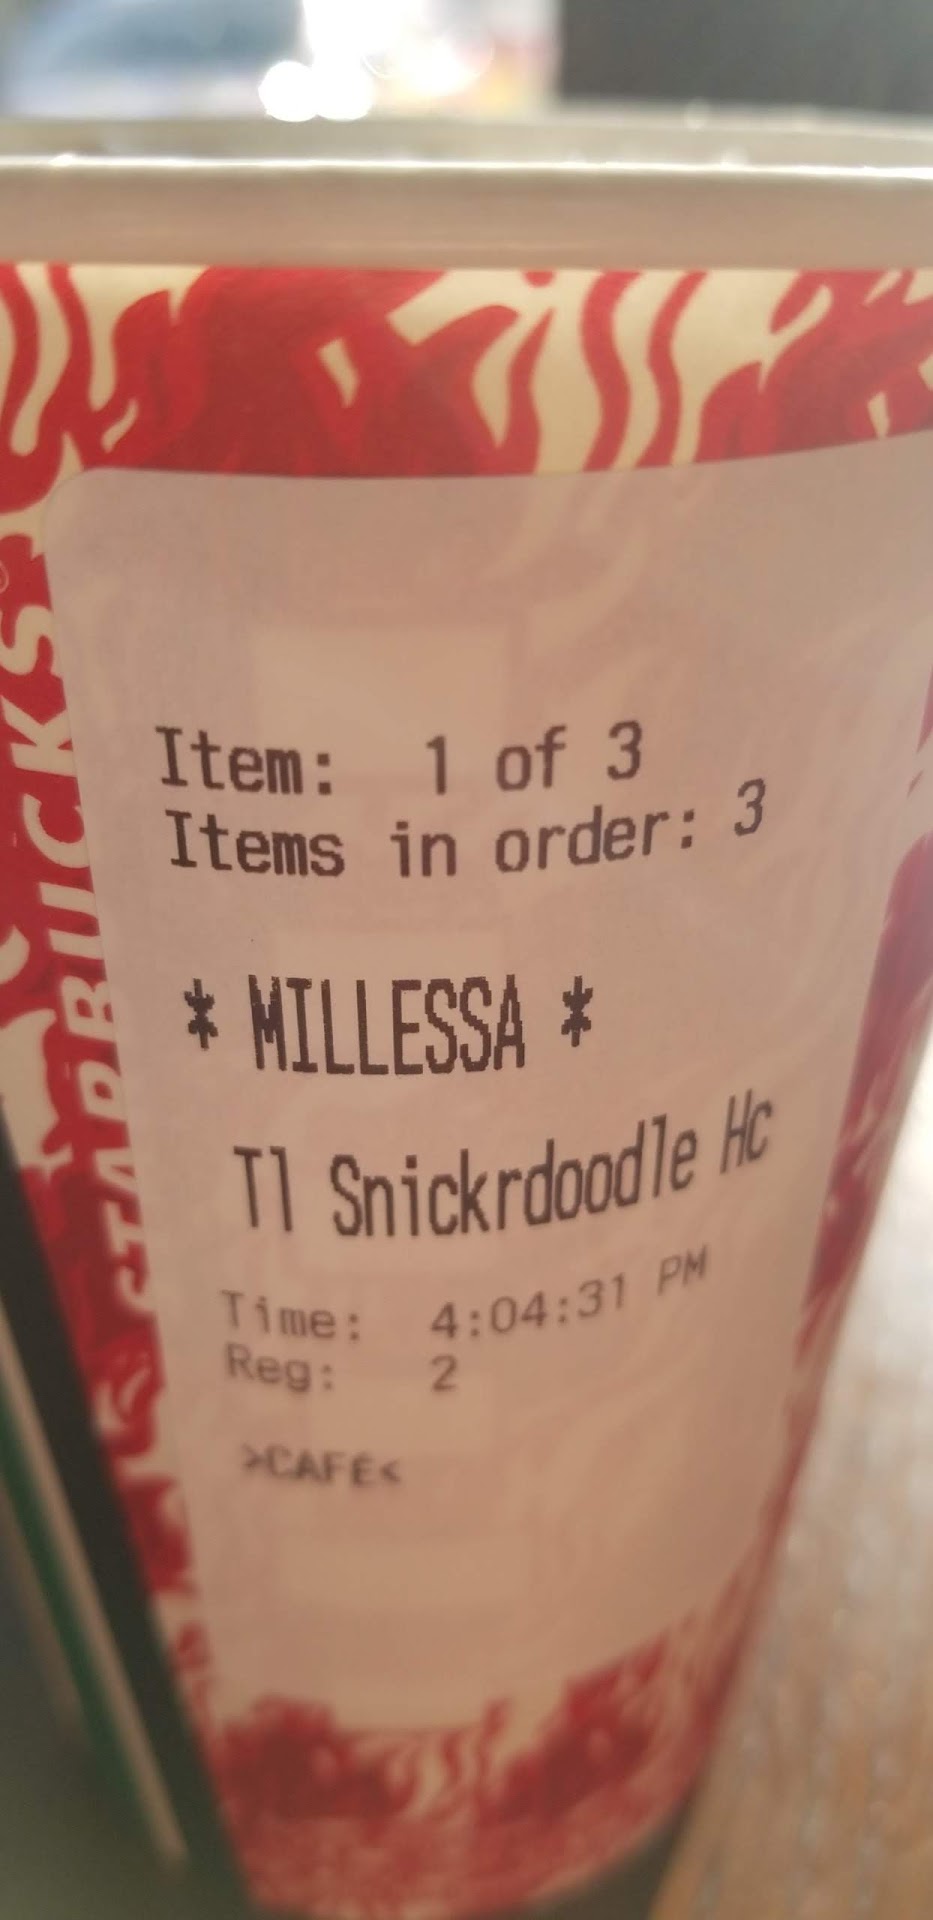 STARBUCKS®
Item: 1 of 3
Items in order: 3
* MILLESSA *
Tl Snickrdoodle Hc
Time: 4:04:31 PM
Reg: 2
>CAFE<